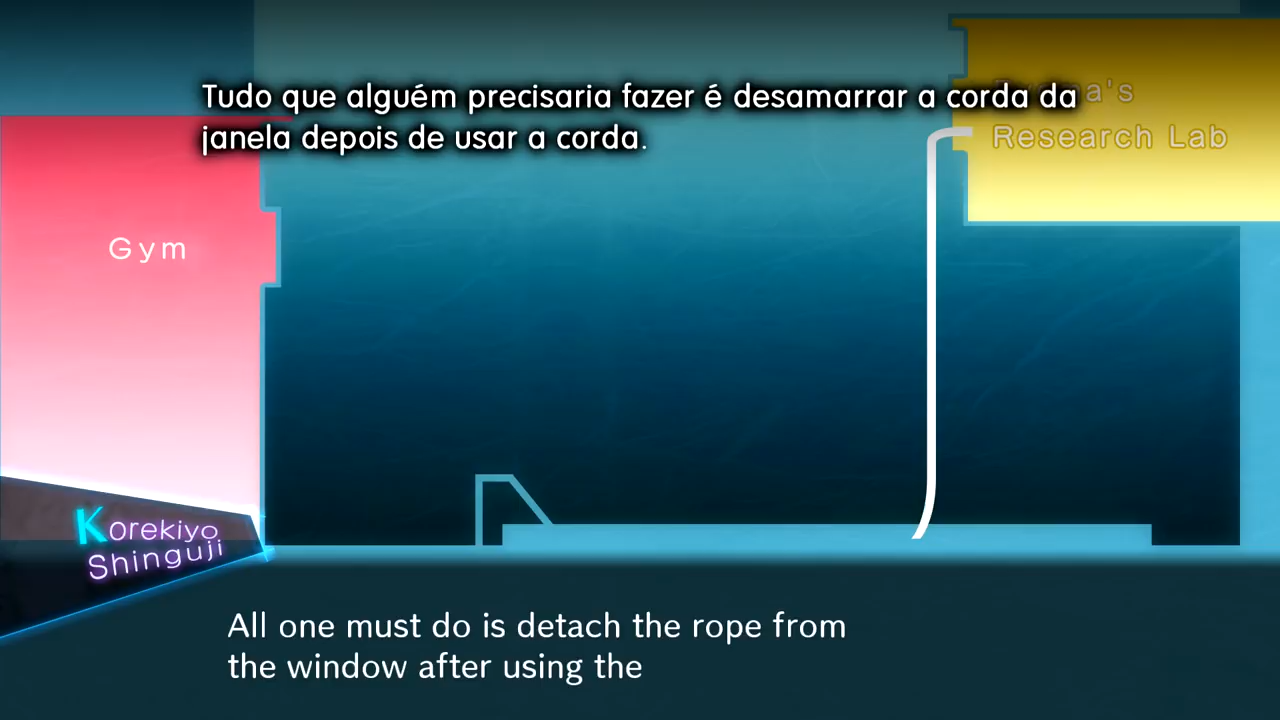 Tudo que alguém precisaria fazer é desamarrar a corda da
janela depois de usar a corda.
Research Lab
Gym
Korekiyo
Shinguji
All one must do is detach the rope from
the window after using the